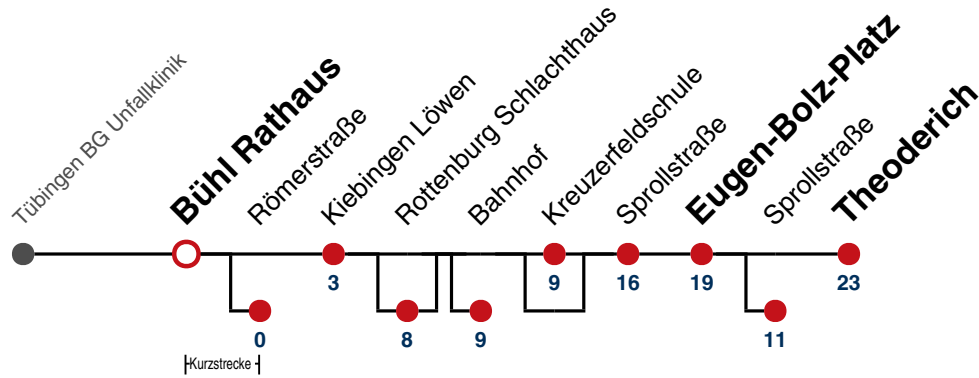 Tübingen BG Unfallklinik
Bühl Rathaus
Römerstraße
Kiebingen Löwen
Rottenburg Schlachthaus
Bahnhof
Kreuzerfeldschule
Sprollstraße
Eugen-Bolz-Platz
Sprollstraße
Theoderich
3
9
16
19
23
0
8
9
11
Kurzstrecke